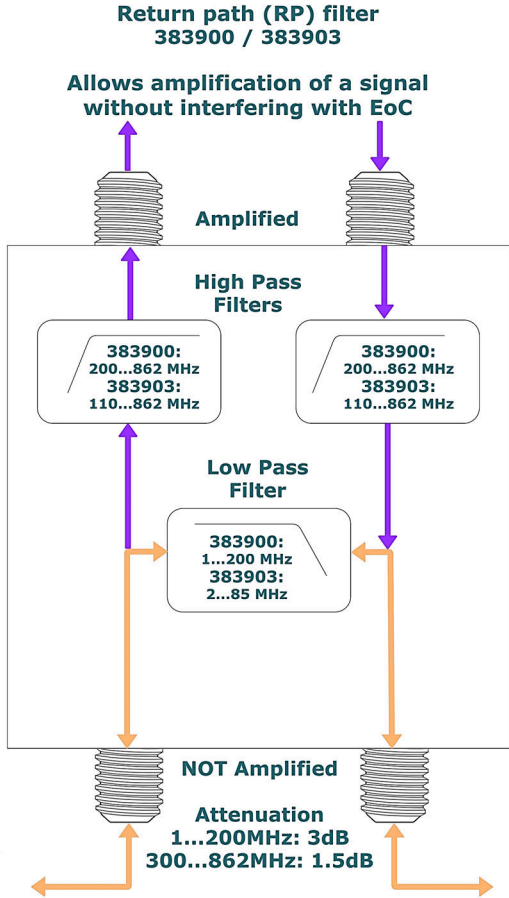 Return path (RP) filter
383900 / 383903
Allows amplification of a signal
without interfering with EoC
Amplified
High Pass
Filters
383900:
200...862 MHz
383903:
110...862 MHz
383900:
200...862 MHz
383903:
110...862 MHz
Low Pass
Filter
383900:
1...200 MHz
383903:
2...85 MHz
NOT Amplified
Attenuation
1...200MHz: 3dB
300...862MHz: 1.5dB